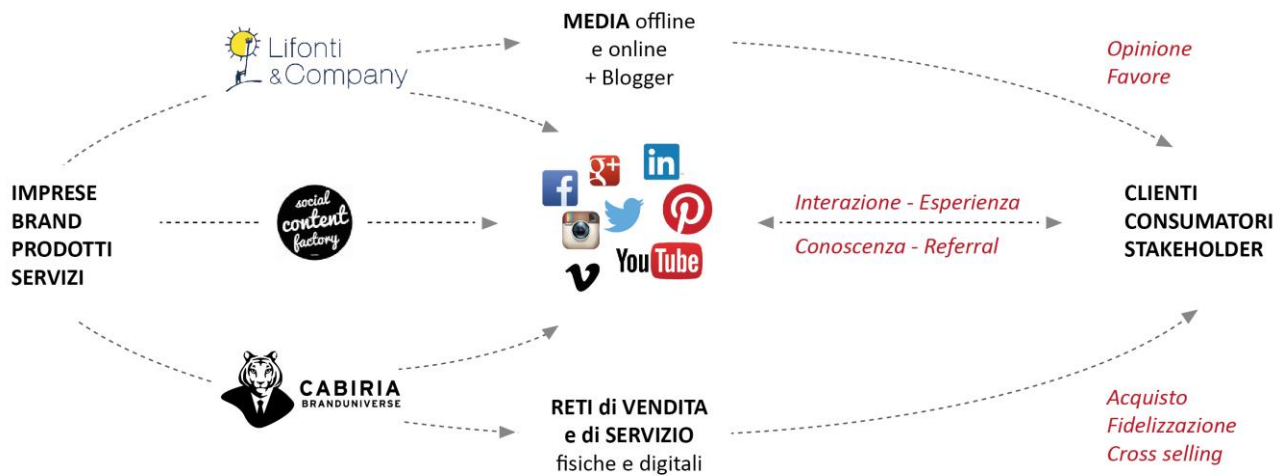 Lifonti
&Company
MEDIA offline
e online
+ Blogger
Opinione
Favore
IMPRESE
BRAND
PRODOTTI
SERVIZI
social
content
factory
f
g+
in
P
You Tube
v
Interazione - Esperienza
Conoscenza - Referral
CLIENTI
CONSUMATORI
STAKEHOLDER
CABIRIA
BRANDUNIVERSE
RETI di VENDITA
e di SERVIZIO
fisiche e digitali
Acquisto
Fidelizzazione
Cross selling